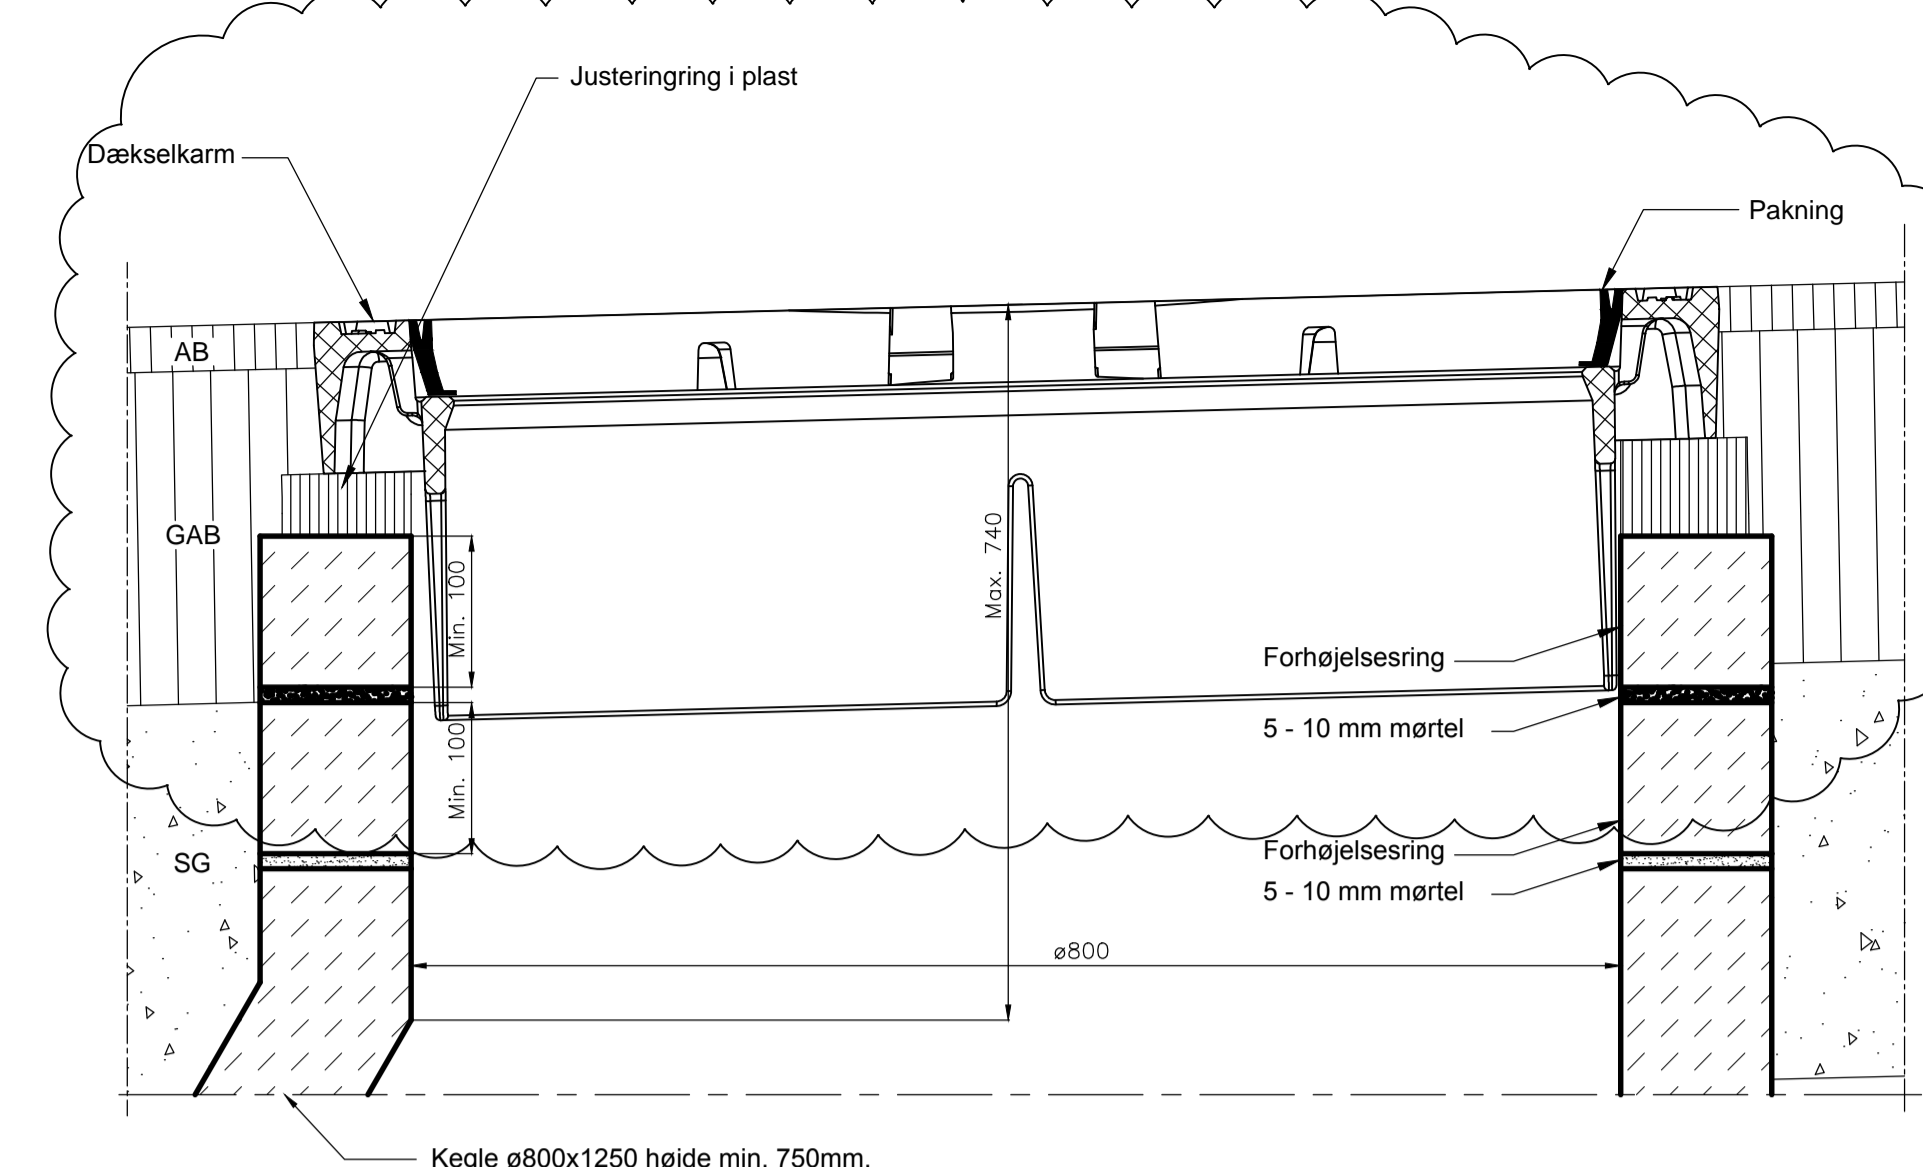 Justeringring i plast
Dækselkarm
Pakning
AB
GAB
Min. 100
Max. 740
Forhøjelsesring
5 - 10 mm mørtel
Min. 100
Forhøjelsesring
SG
5 - 10 mm mørtel
ø800
Kegle ø800x1250 højde min. 750mm.